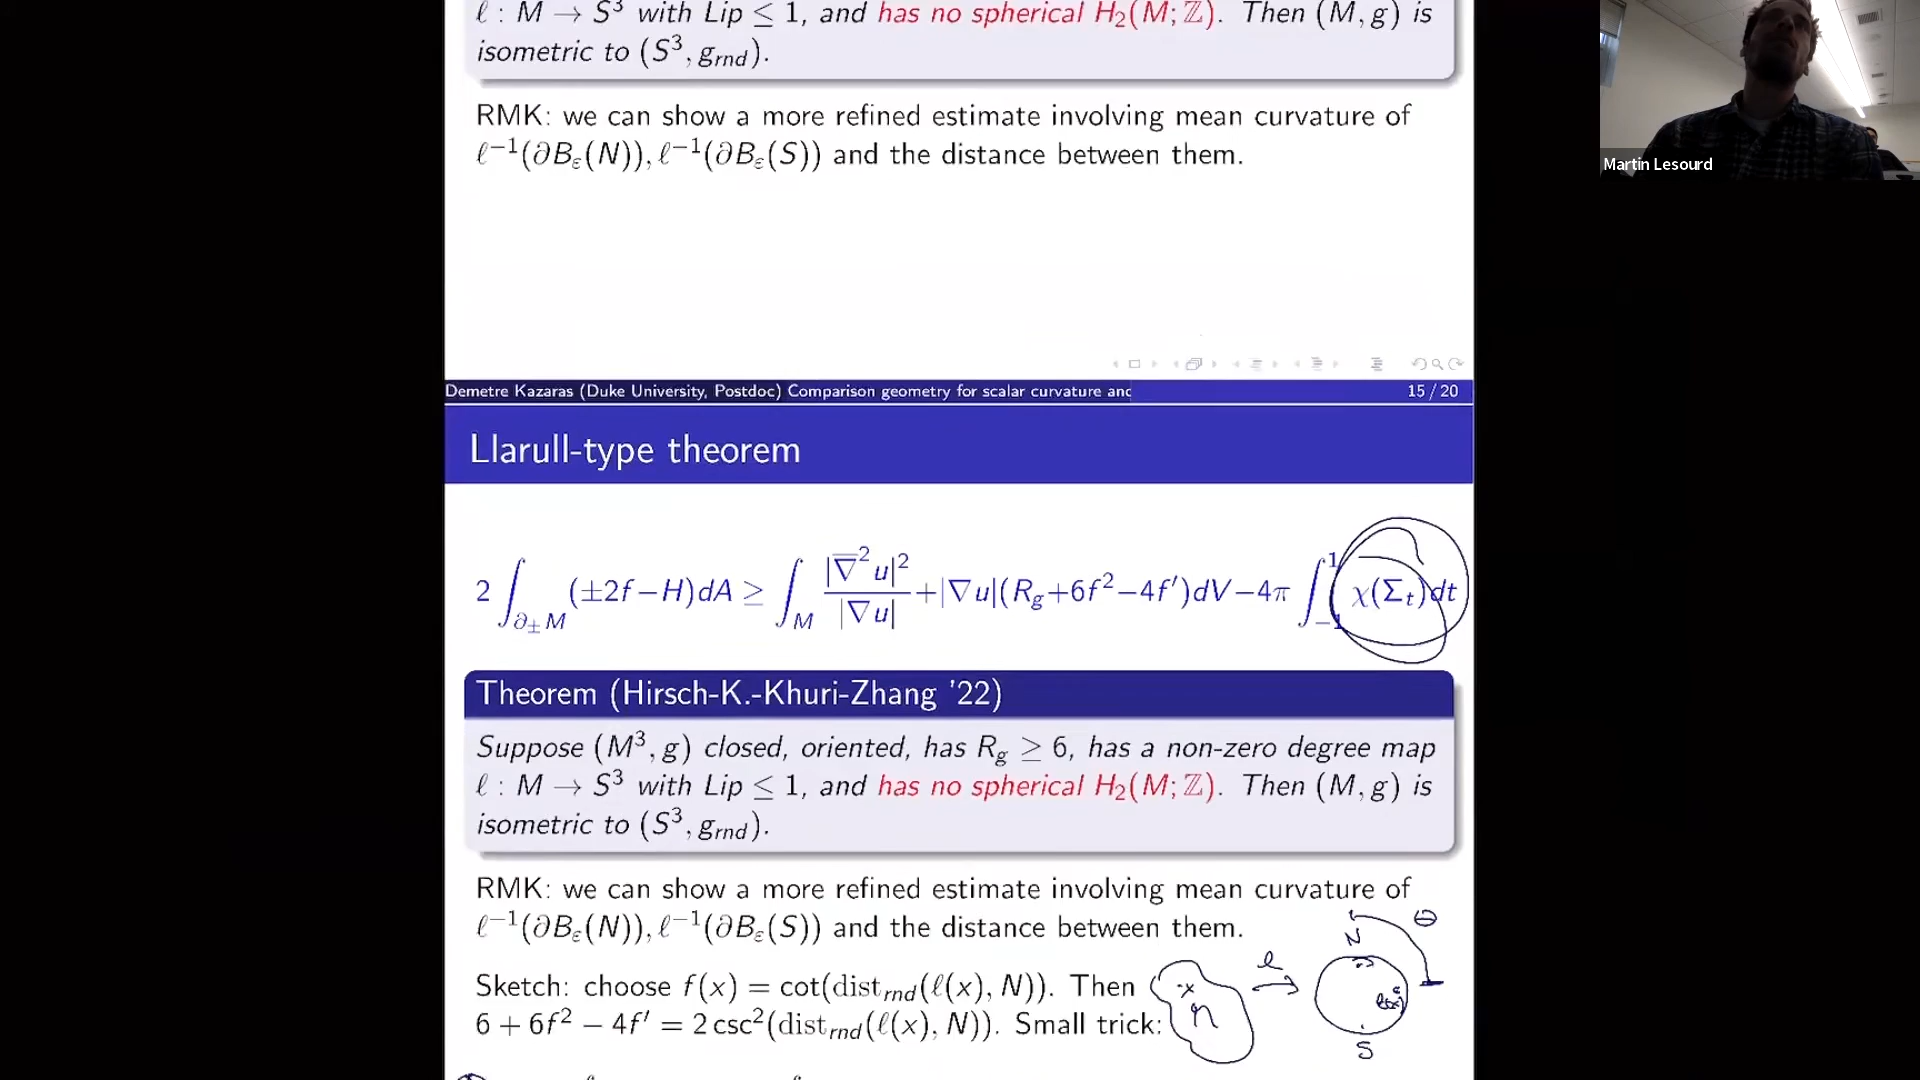 ℓ : M → S³ with Lip ≤ 1, and has no spherical H₂(M; ℤ). Then (M, g) is
isometric to (S³, g_rnd).
RMK: we can show a more refined estimate involving mean curvature of
ℓ⁻¹(∂B_ε(N)), ℓ⁻¹(∂B_ε(S)) and the distance between them.
Demetre Kazaras (Duke University, Postdoc) Comparison geometry for scalar curvature and
15 / 20
Llarull-type theorem
2 ∫_{∂±M} (±2f−H)dA ≥ ∫_M |∇̅²u|²/|∇u| + |∇u|(R_g+6f²−4f′)dV − 4π ∫_{−1}^{1} χ(Σ_t)dt
Theorem (Hirsch-K.-Khuri-Zhang '22)
Suppose (M³, g) closed, oriented, has R_g ≥ 6, has a non-zero degree map
ℓ : M → S³ with Lip ≤ 1, and has no spherical H₂(M; ℤ). Then (M, g) is
isometric to (S³, g_rnd).
RMK: we can show a more refined estimate involving mean curvature of
ℓ⁻¹(∂B_ε(N)), ℓ⁻¹(∂B_ε(S)) and the distance between them.
Sketch: choose f(x) = cot(dist_rnd(ℓ(x), N)). Then
6 + 6f² − 4f′ = 2 csc²(dist_rnd(ℓ(x), N)). Small trick:
Θ
N
ℓ
x
ℓ(x)
S
Martin Lesourd